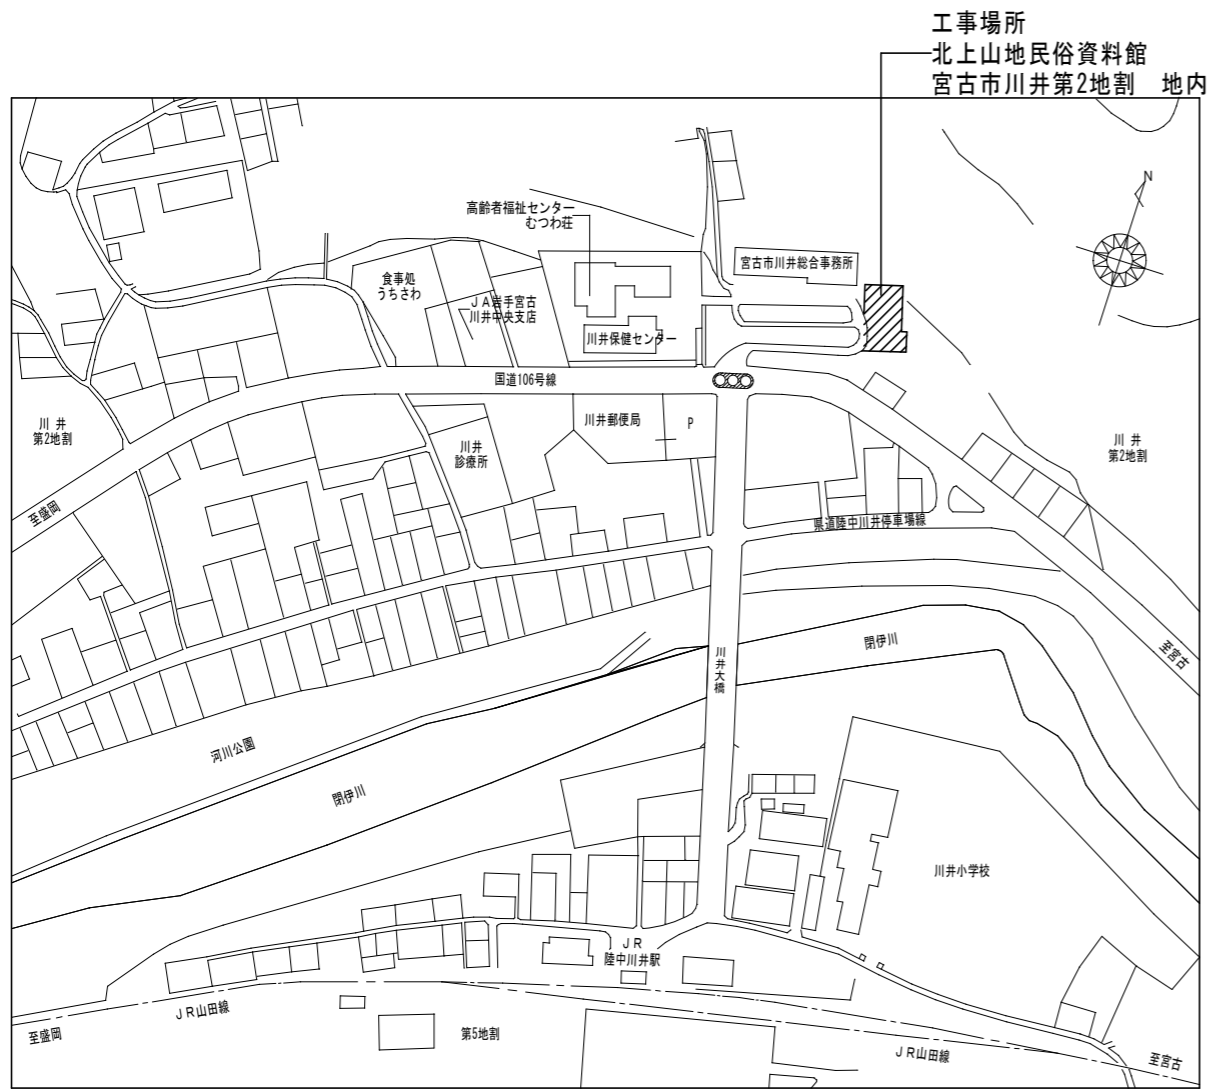 工事場所
北上山地民俗資料館
宮古市川井第2地割　地内
N
高齢者福祉センター
むつわ荘
宮古市川井総合事務所
食事処
うちさわ
ＪＡ岩手宮古
川井中央支店
川井保健センター
国道106号線
川井
第2地割
川井郵便局
P
川井
診療所
川井
第2地割
至盛岡
県道陸中川井停車場線
閉伊川
川井大橋
至宮古
河川公園
閉伊川
川井小学校
ＪＲ
陸中川井駅
ＪＲ山田線
至盛岡
第5地割
ＪＲ山田線
至宮古